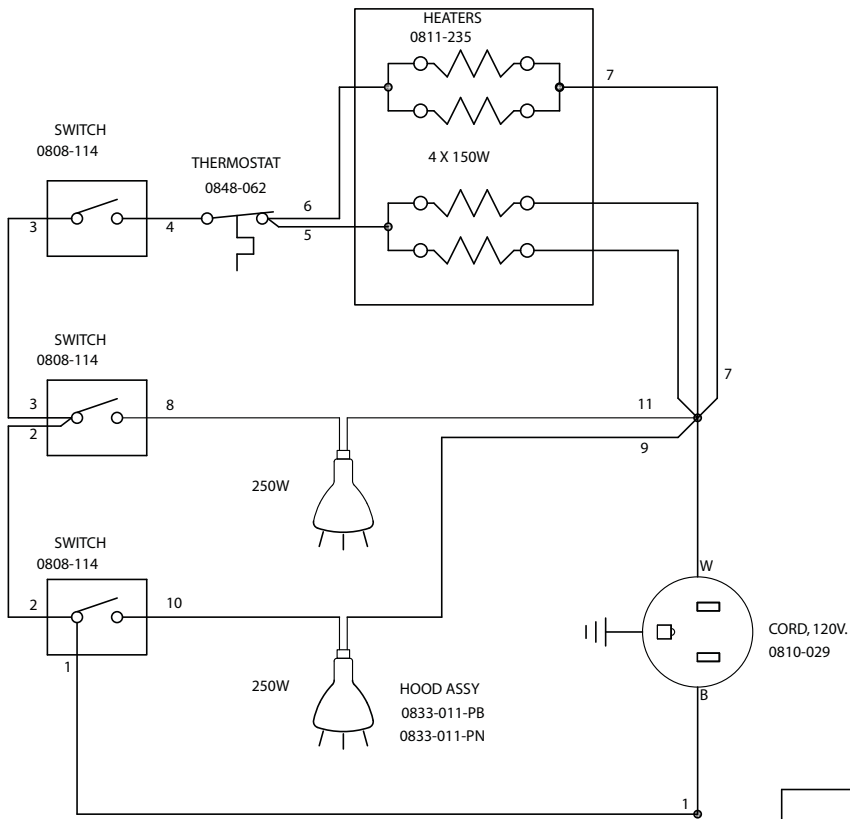 HEATERS
0811-235
7
SWITCH
0808-114
THERMOSTAT
0848-062
4 X 150W
6
3
4
5
SWITCH
0808-114
7
3
8
11
2
9
250W
SWITCH
0808-114
W
2
10
CORD, 120V.
0810-029
1
250W
HOOD ASSY
0833-011-PB
0833-011-PN
B
1